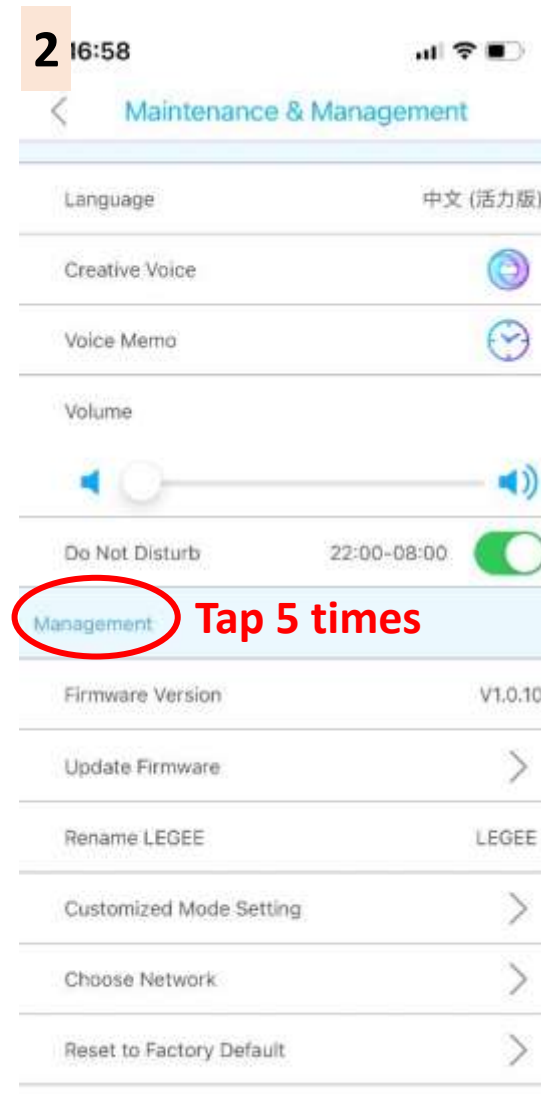 2
16:58
Maintenance & Management
Language 中文 (活力版)
Creative Voice
Voice Memo
Volume
Do Not Disturb 22:00-08:00
Management Tap 5 times
Firmware Version V1.0.10
Update Firmware
Rename LEGEE LEGEE
Customized Mode Setting
Choose Network
Reset to Factory Default